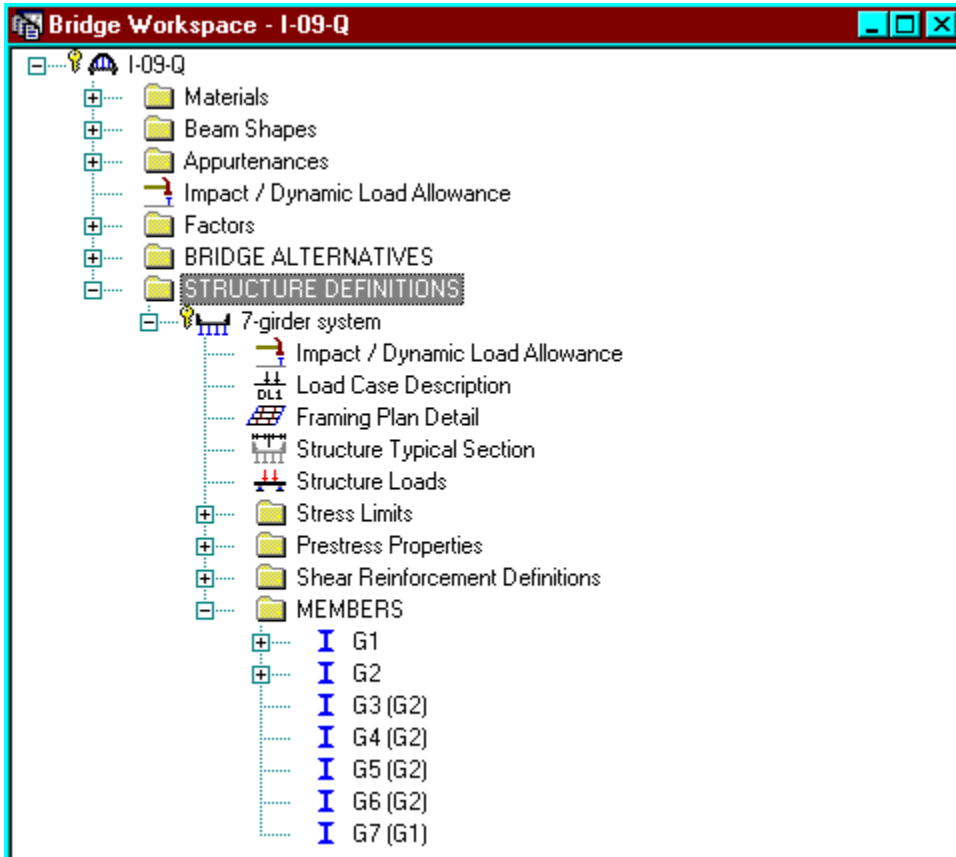 Bridge Workspace - I-09-Q
I-09-Q
Materials
Beam Shapes
Appurtenances
Impact / Dynamic Load Allowance
Factors
BRIDGE ALTERNATIVES
STRUCTURE DEFINITIONS
7-girder system
Impact / Dynamic Load Allowance
DL1 Load Case Description
Framing Plan Detail
Structure Typical Section
Structure Loads
Stress Limits
Prestress Properties
Shear Reinforcement Definitions
MEMBERS
G1
G2
G3 (G2)
G4 (G2)
G5 (G2)
G6 (G2)
G7 (G1)